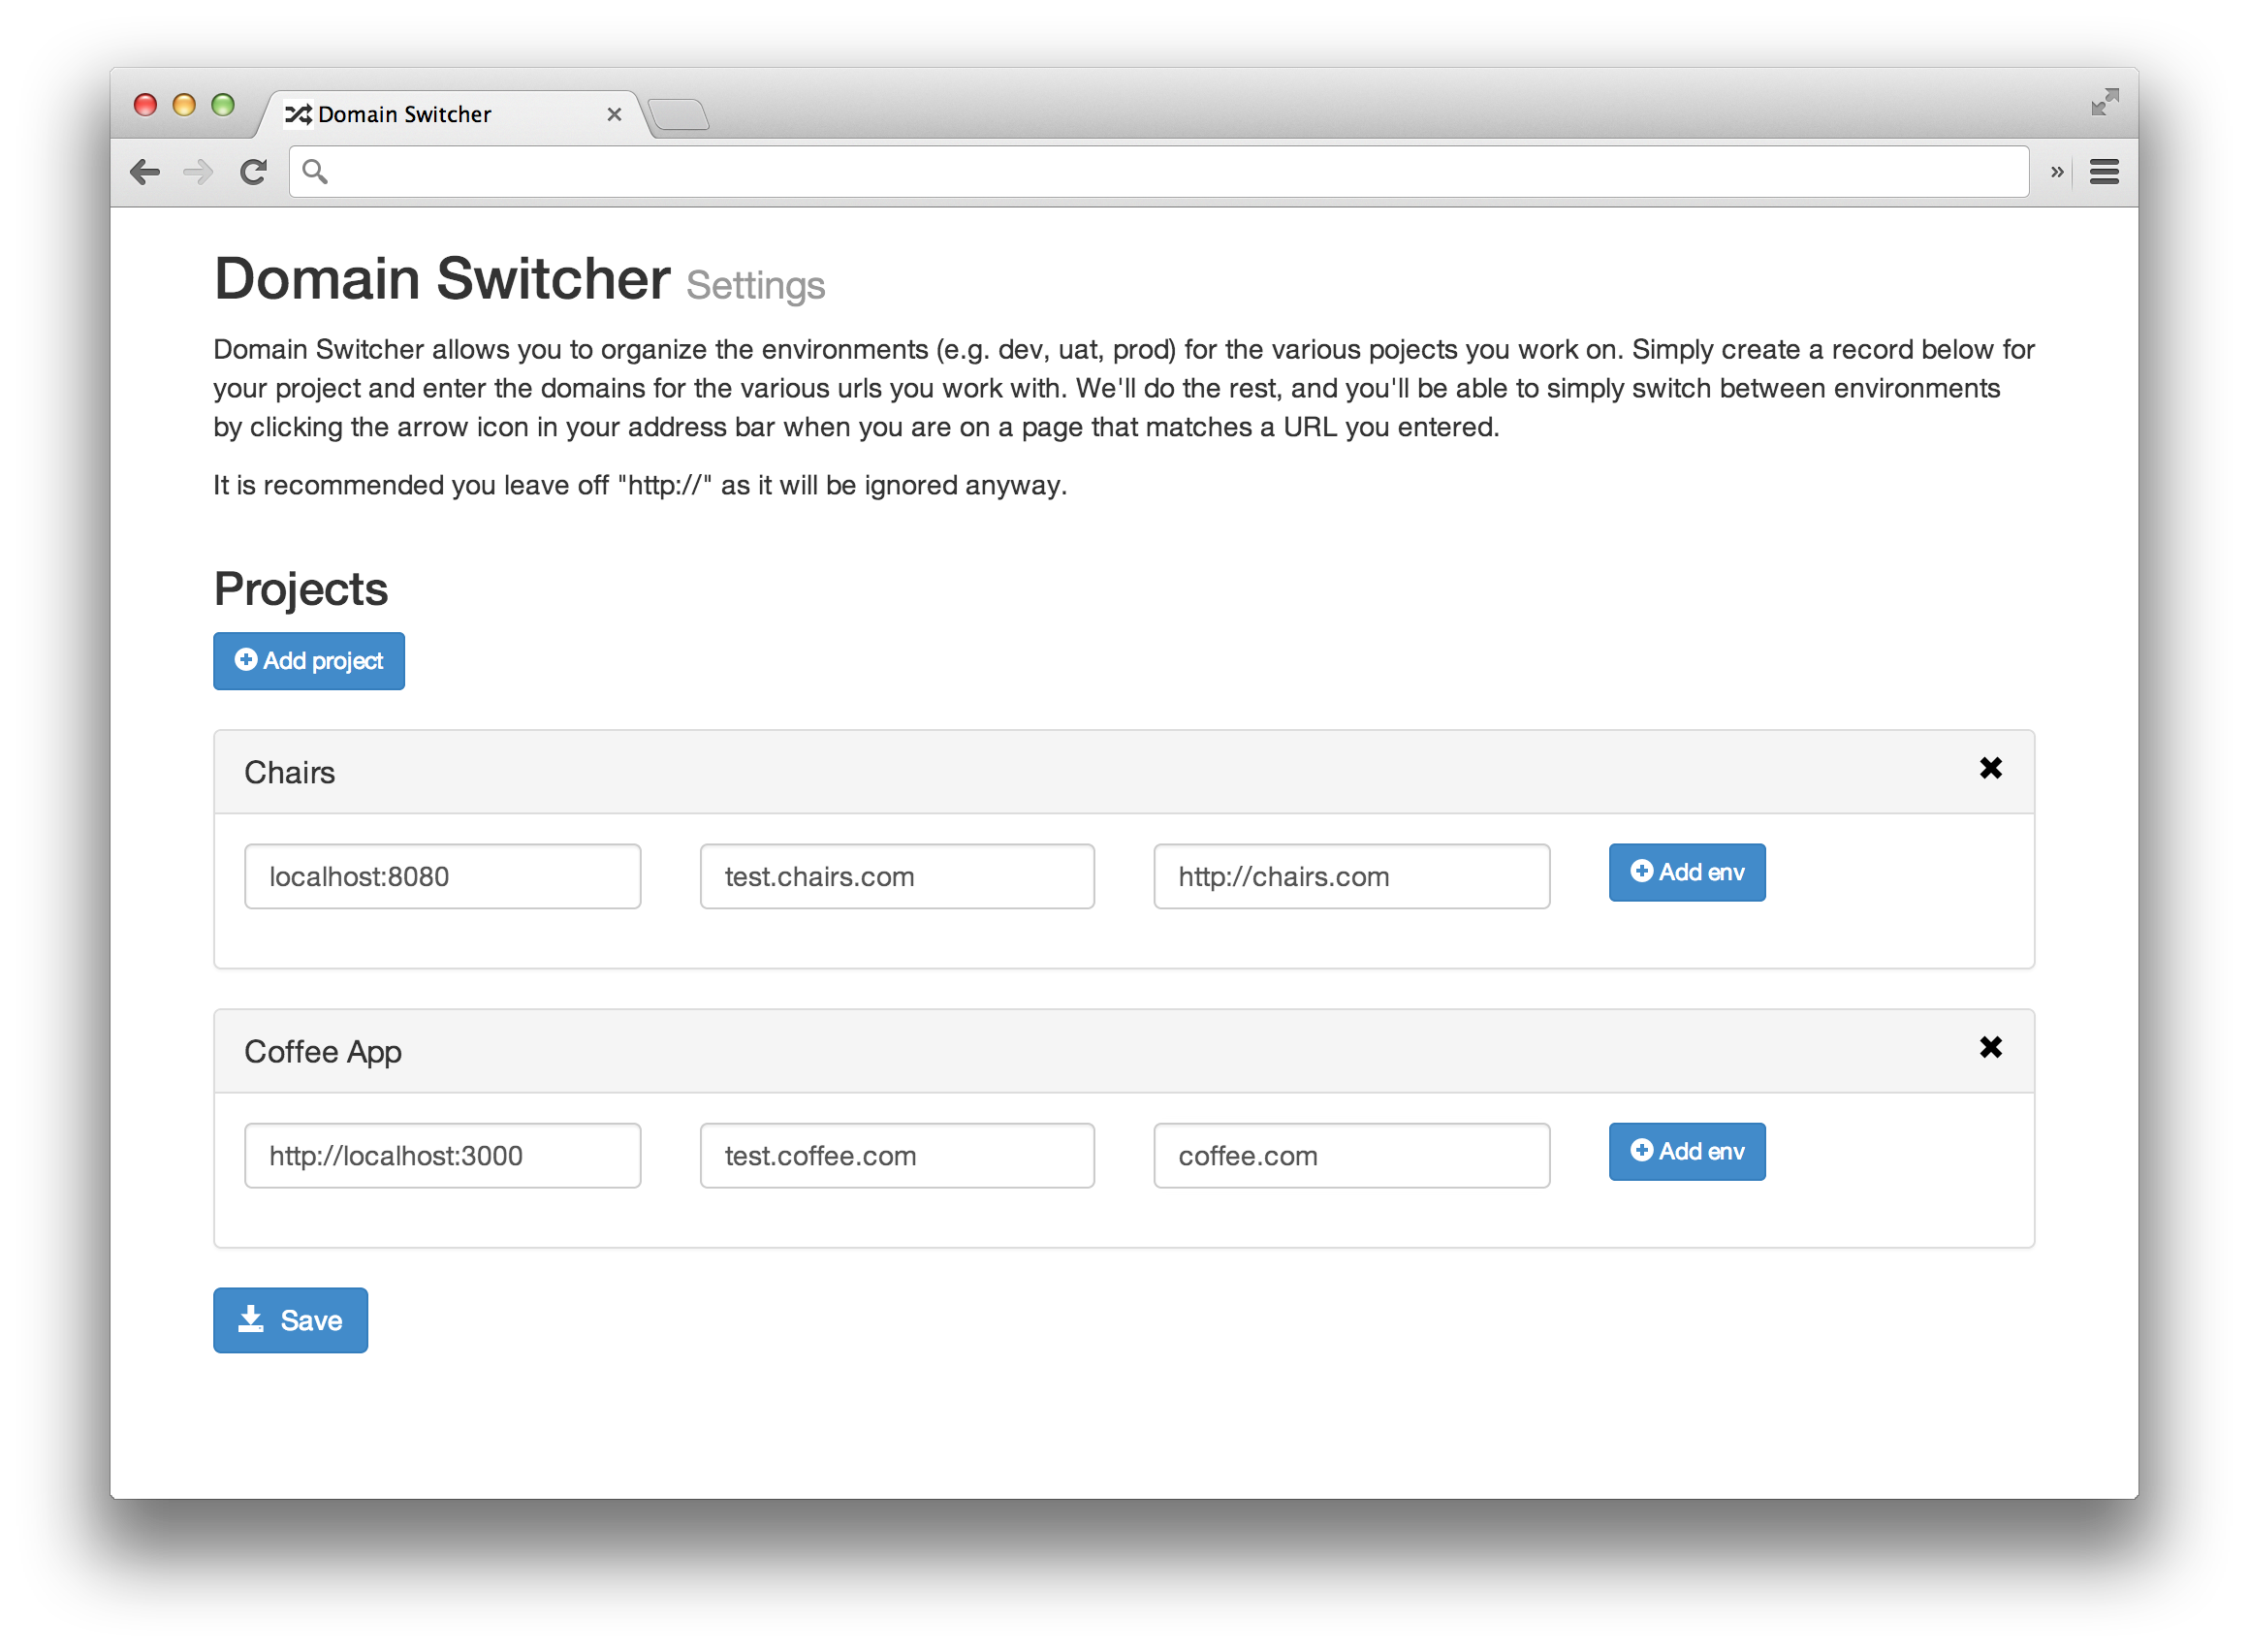 Domain Switcher
Domain Switcher Settings
Domain Switcher allows you to organize the environments (e.g. dev, uat, prod) for the various pojects you work on. Simply create a record below for
your project and enter the domains for the various urls you work with. We'll do the rest, and you'll be able to simply switch between environments
by clicking the arrow icon in your address bar when you are on a page that matches a URL you entered.
It is recommended you leave off "http://" as it will be ignored anyway.
Projects
Add project
Chairs
localhost:8080 test.chairs.com http://chairs.com Add env
Coffee App
http://localhost:3000 test.coffee.com coffee.com Add env
Save